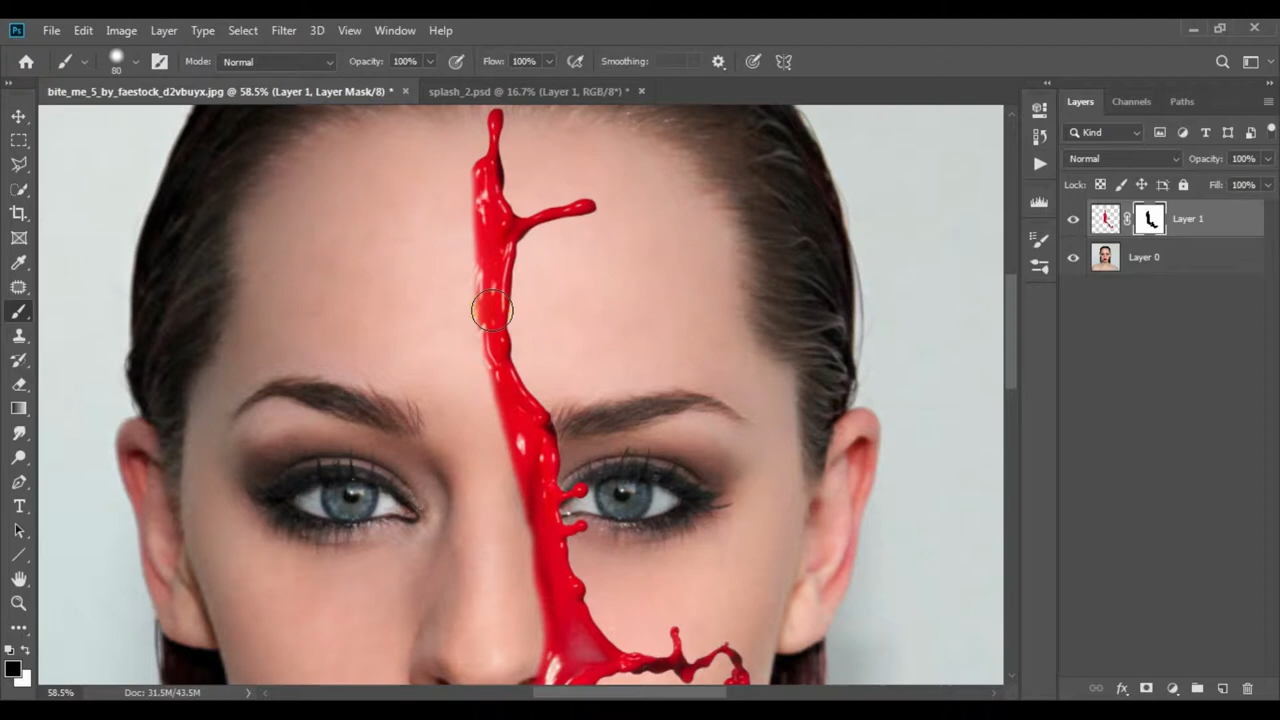 Ps File Edit Image Layer Type Select Filter 3D View Window Help
80 Mode: Normal Opacity: 100% Flow: 100% Smoothing:
bite_me_5_by_faestock_d2vbuyx.jpg @ 58.5% (Layer 1, Layer Mask/8) * × splash_2.psd @ 16.7% (Layer 1, RGB/8*) * ×
Layers Channels Paths
Kind
Normal Opacity: 100%
Lock: Fill: 100%
Layer 1
Layer 0
58.5% Doc: 31.5M/43.5M